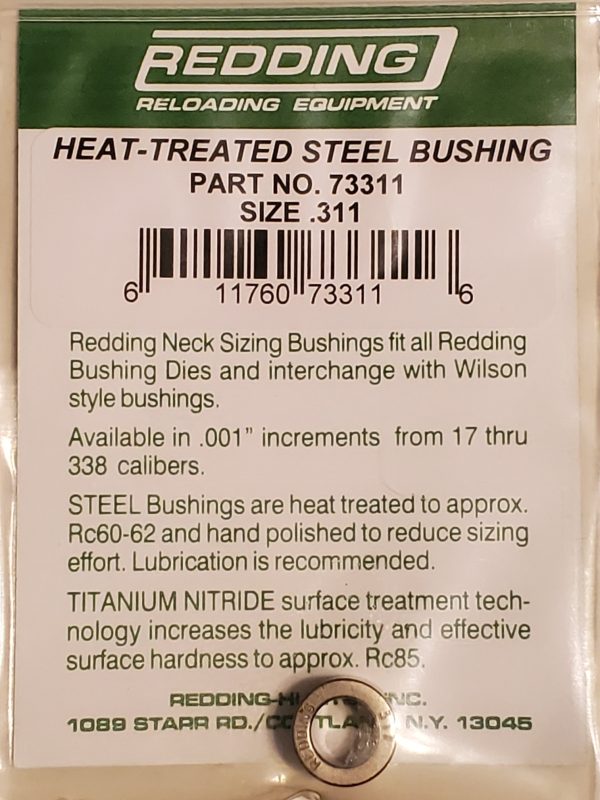 REDDING
RELOADING EQUIPMENT
HEAT-TREATED STEEL BUSHING
PART NO. 73311
SIZE .311
6 11760 73311 6
Redding Neck Sizing Bushings fit all Redding
Bushing Dies and interchange with Wilson
style bushings.
Available in .001" increments from 17 thru
338 calibers.
STEEL Bushings are heat treated to approx.
Rc60-62 and hand polished to reduce sizing
effort. Lubrication is recommended.
TITANIUM NITRIDE surface treatment tech-
nology increases the lubricity and effective
surface hardness to approx. Rc85.
INC.
1089 STARR RD./ N.Y. 13045